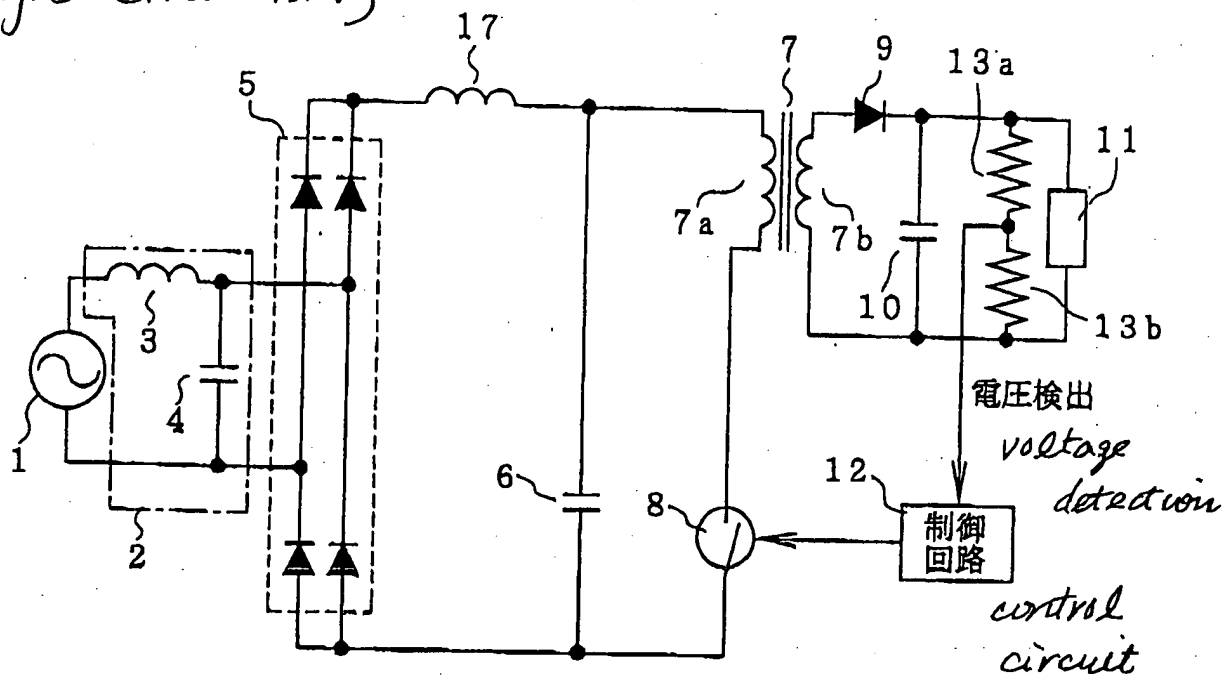 17
5
7
9
13a
11
7a
7b
10
3
13b
4
1
電圧検出
voltage
detection
6
8
12
2
制御
回路
control
circuit